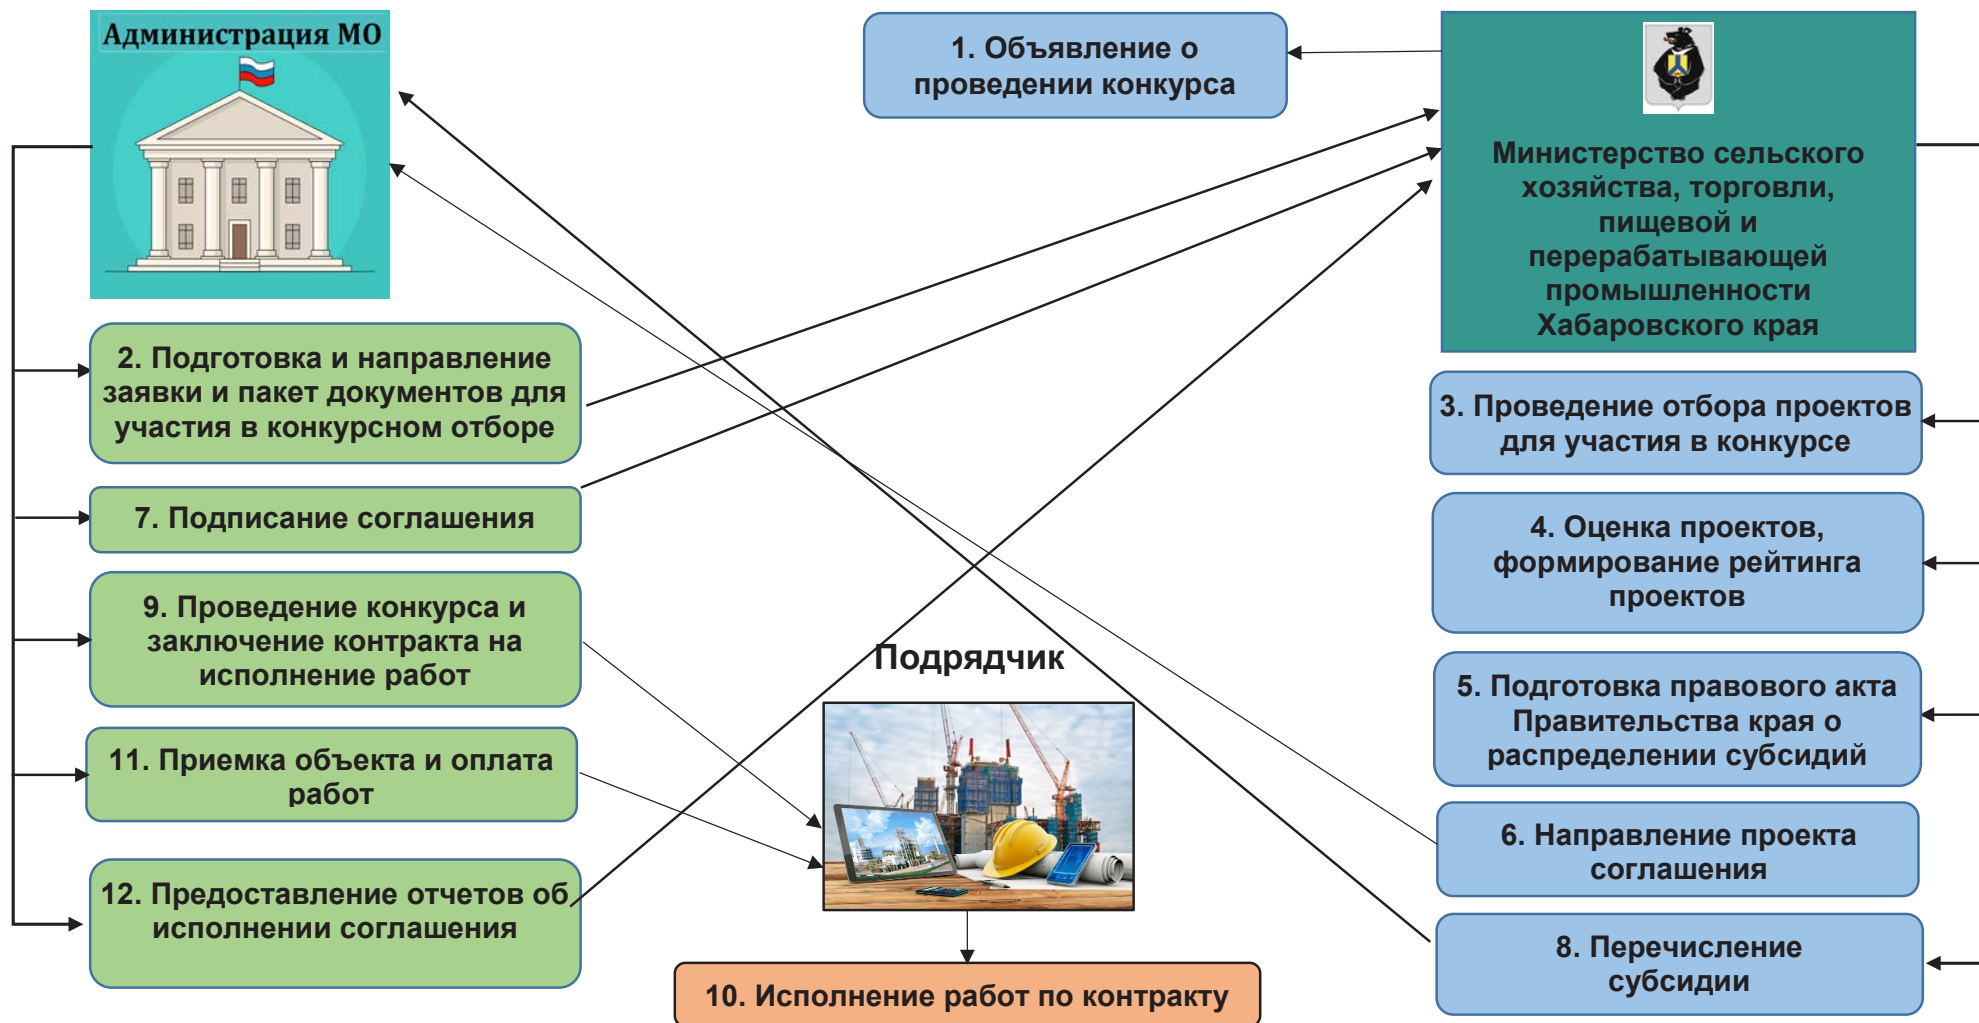 Администрация МО
1. Объявление о
проведении конкурса
Министерство сельского
хозяйства, торговли,
пищевой и
перерабатывающей
промышленности
Хабаровского края
2. Подготовка и направление
заявки и пакет документов для
участия в конкурсном отборе
3. Проведение отбора проектов
для участия в конкурсе
7. Подписание соглашения
4. Оценка проектов,
формирование рейтинга
проектов
9. Проведение конкурса и
заключение контракта на
исполнение работ
Подрядчик
5. Подготовка правового акта
Правительства края о
распределении субсидий
11. Приемка объекта и оплата
работ
6. Направление проекта
соглашения
12. Предоставление отчетов об
исполнении соглашения
8. Перечисление
субсидии
10. Исполнение работ по контракту